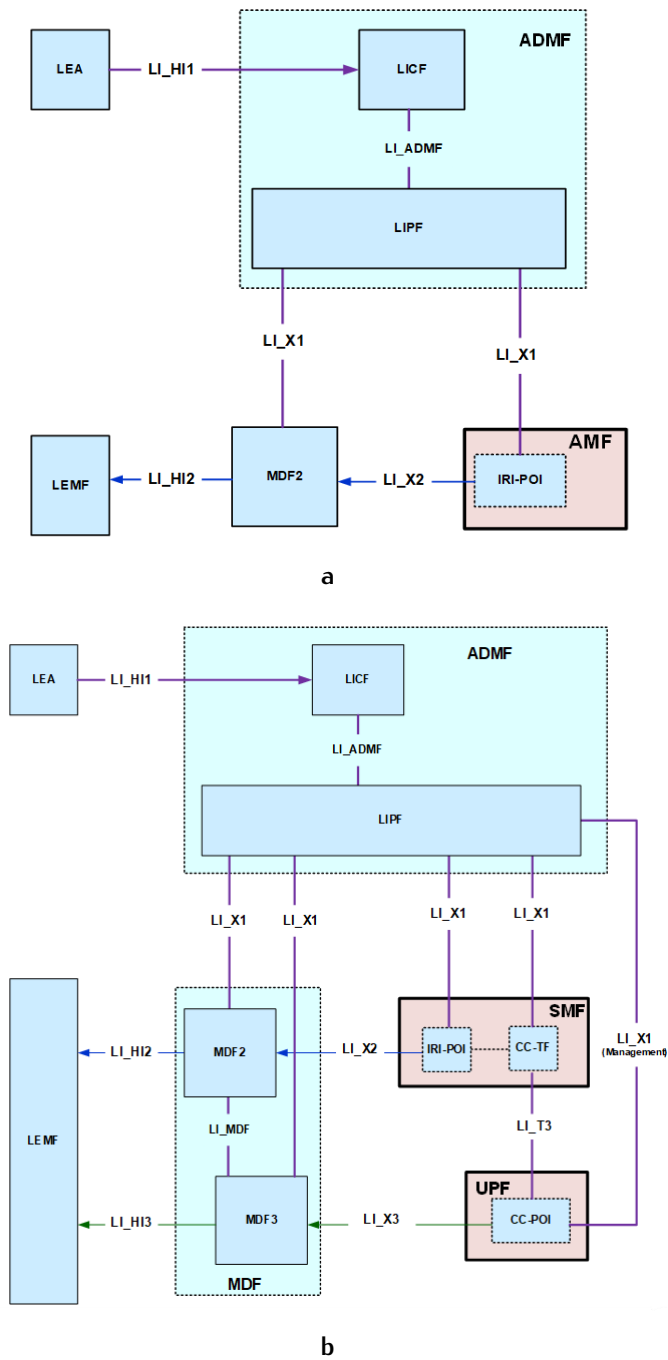 ADMF
LEA
LI_HI1
LICF
LI_ADMF
LIPF
LI_X1
LI_X1
AMF
LEMF
LI_HI2
MDF2
LI_X2
IRI-POI
a
ADMF
LEA
LI_HI1
LICF
LI_ADMF
LIPF
LI_X1
LI_X1
LI_X1
LI_X1
SMF
LI_X1
(Management)
LI_HI2
MDF2
LI_X2
IRI-POI
CC-TF
LI_MDF
LI_T3
LEMF
UPF
LI_HI3
MDF3
LI_X3
CC-POI
MDF
b